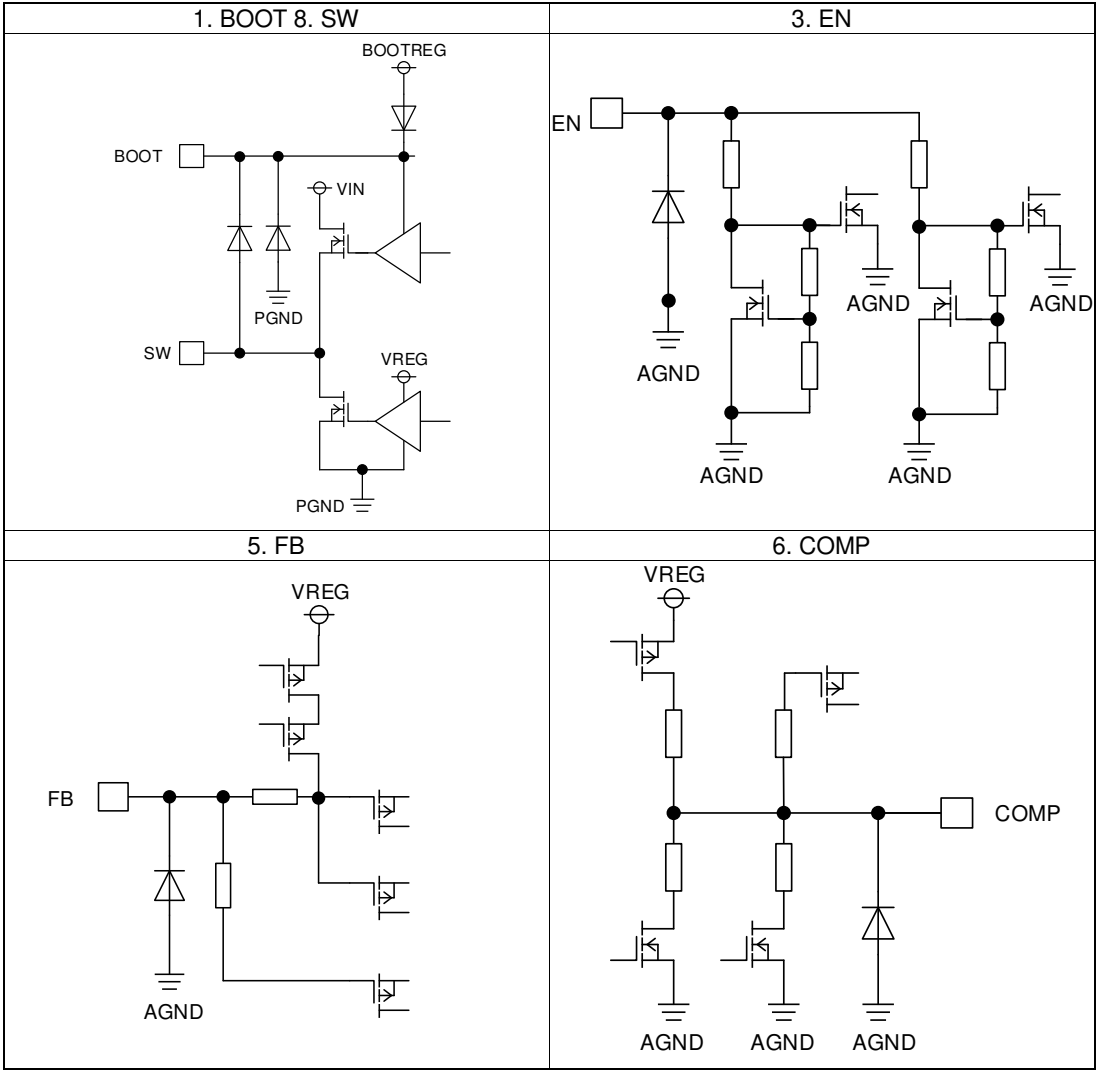 1. BOOT 8. SW
BOOTREG
BOOT
VIN
PGND
SW
VREG
PGND
3. EN
EN
AGND
AGND
AGND
AGND
AGND
5. FB
VREG
FB
AGND
6. COMP
VREG
COMP
AGND
AGND
AGND